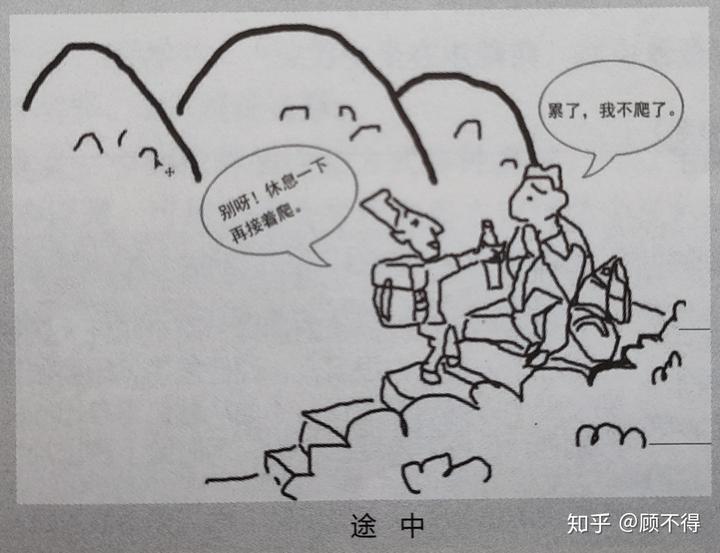 累了，我不爬了。
别呀！休息一下
再接着爬。
途 中
知乎 @顾不得